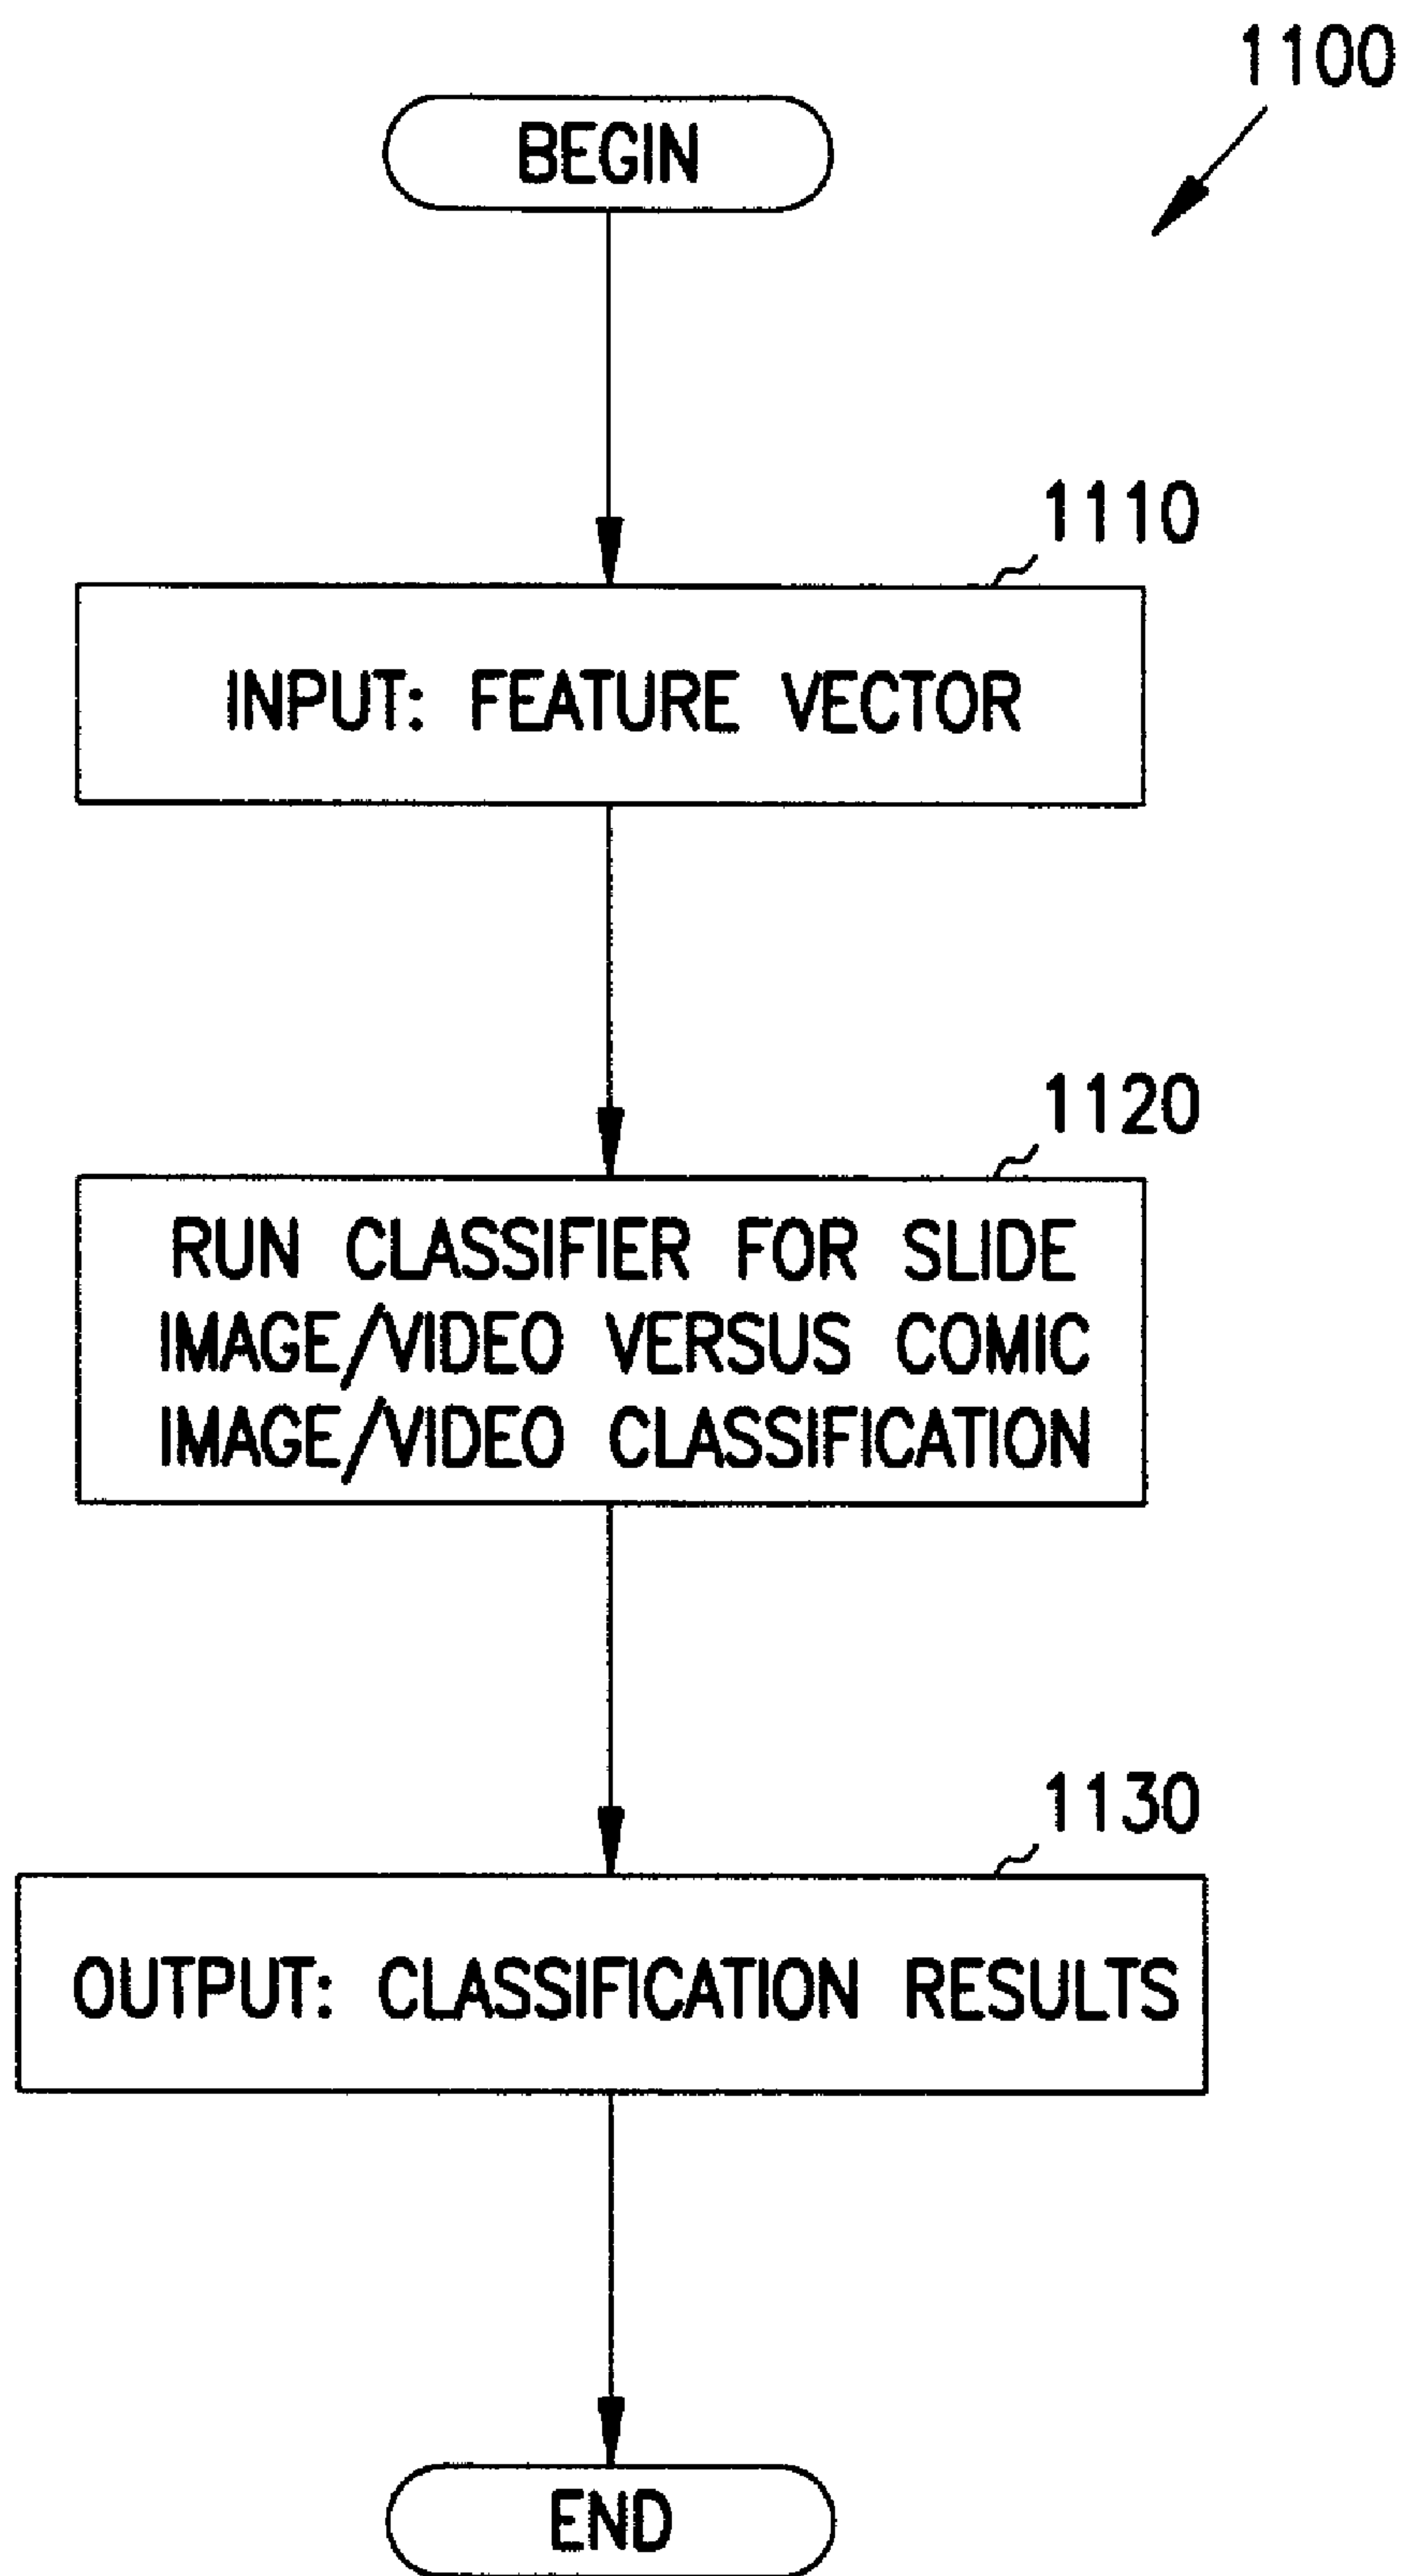 1100
BEGIN
1110
INPUT: FEATURE VECTOR
1120
RUN CLASSIFIER FOR SLIDE
IMAGE/VIDEO VERSUS COMIC
IMAGE/VIDEO CLASSIFICATION
1130
OUTPUT: CLASSIFICATION RESULTS
END